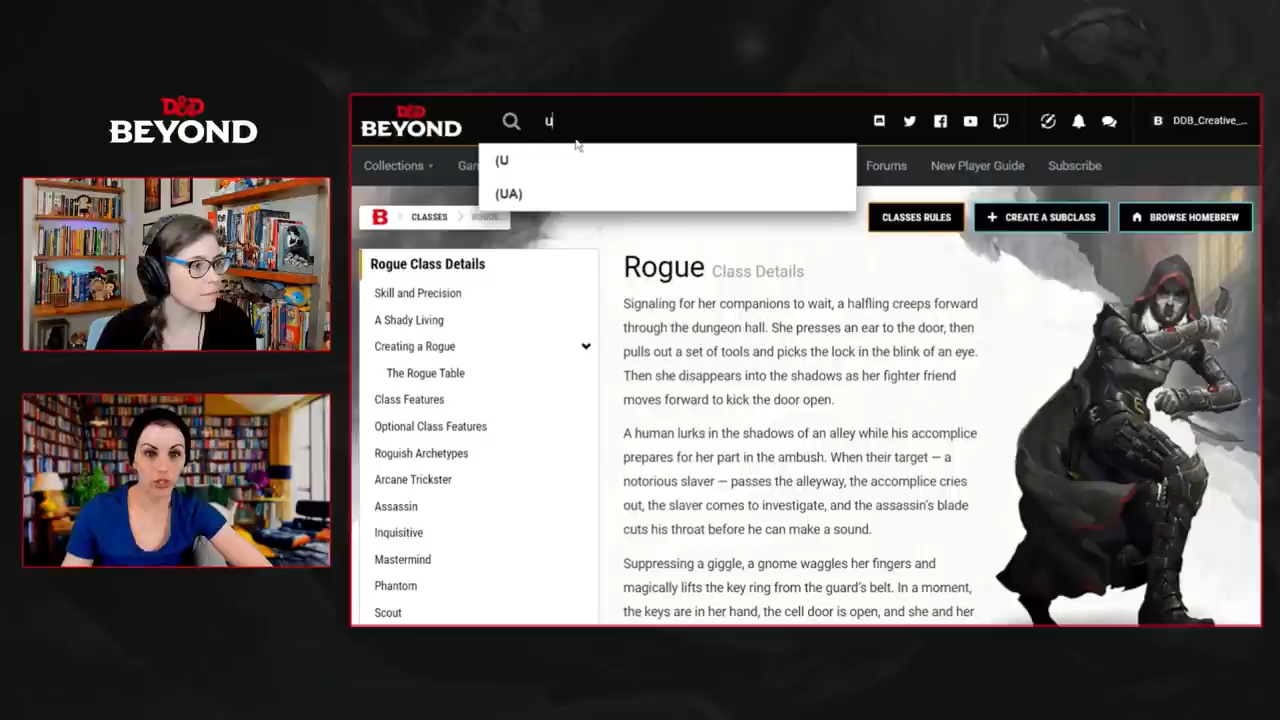 D&D
BEYOND
D&D
BEYOND
u
DDB_Creative_...
(U
(UA)
Collections
Gan
Forums
New Player Guide
Subscribe
B
CLASSES
ROGUE
CLASSES RULES
+ CREATE A SUBCLASS
BROWSE HOMEBREW
Rogue Class Details
Skill and Precision
A Shady Living
Creating a Rogue
The Rogue Table
Class Features
Optional Class Features
Roguish Archetypes
Arcane Trickster
Assassin
Inquisitive
Mastermind
Phantom
Scout
Rogue Class Details
Signaling for her companions to wait, a halfling creeps forward
through the dungeon hall. She presses an ear to the door, then
pulls out a set of tools and picks the lock in the blink of an eye.
Then she disappears into the shadows as her fighter friend
moves forward to kick the door open.
A human lurks in the shadows of an alley while his accomplice
prepares for her part in the ambush. When their target — a
notorious slaver — passes the alleyway, the accomplice cries
out, the slaver comes to investigate, and the assassin's blade
cuts his throat before he can make a sound.
Suppressing a giggle, a gnome waggles her fingers and
magically lifts the key ring from the guard's belt. In a moment,
the keys are in her hand, the cell door is open, and she and her